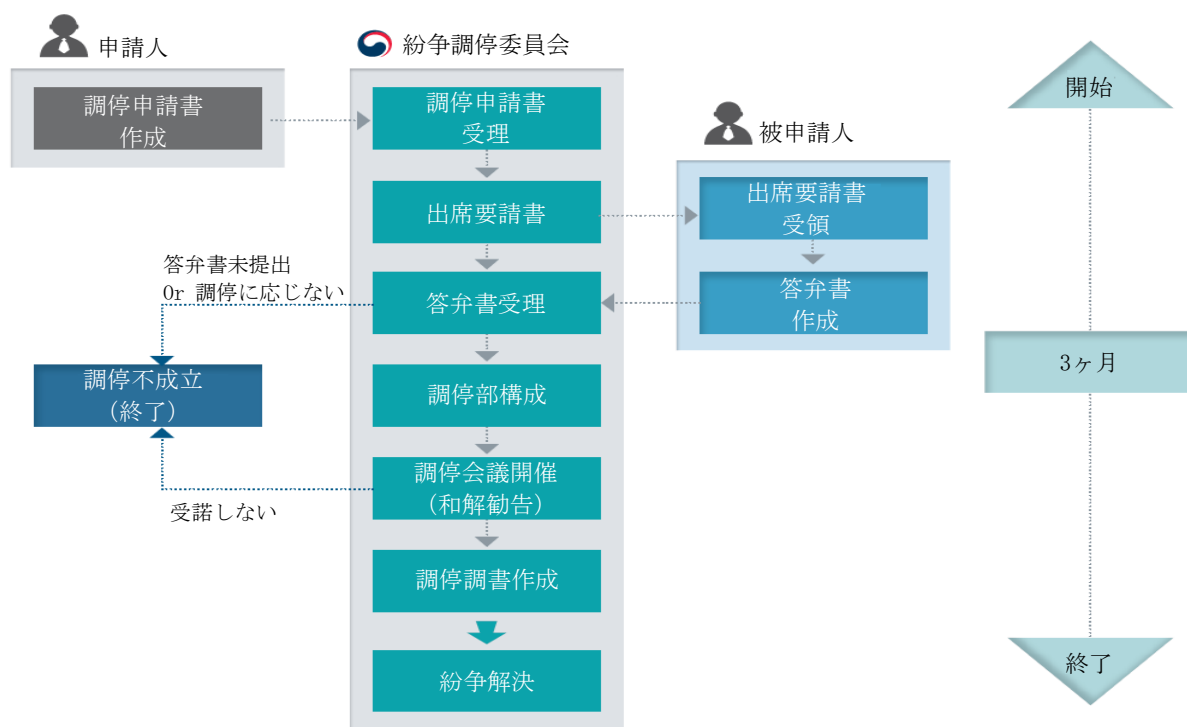 申請人
紛争調停委員会
調停申請書
作成
調停申請書
受理
開始
被申請人
出席要請書
出席要請書
受領
答弁書未提出
Or 調停に応じない
答弁書受理
答弁書
作成
3ヶ月
調停不成立
(終了)
調停部構成
調停会議開催
(和解勧告)
受諾しない
調停調書作成
紛争解決
終了